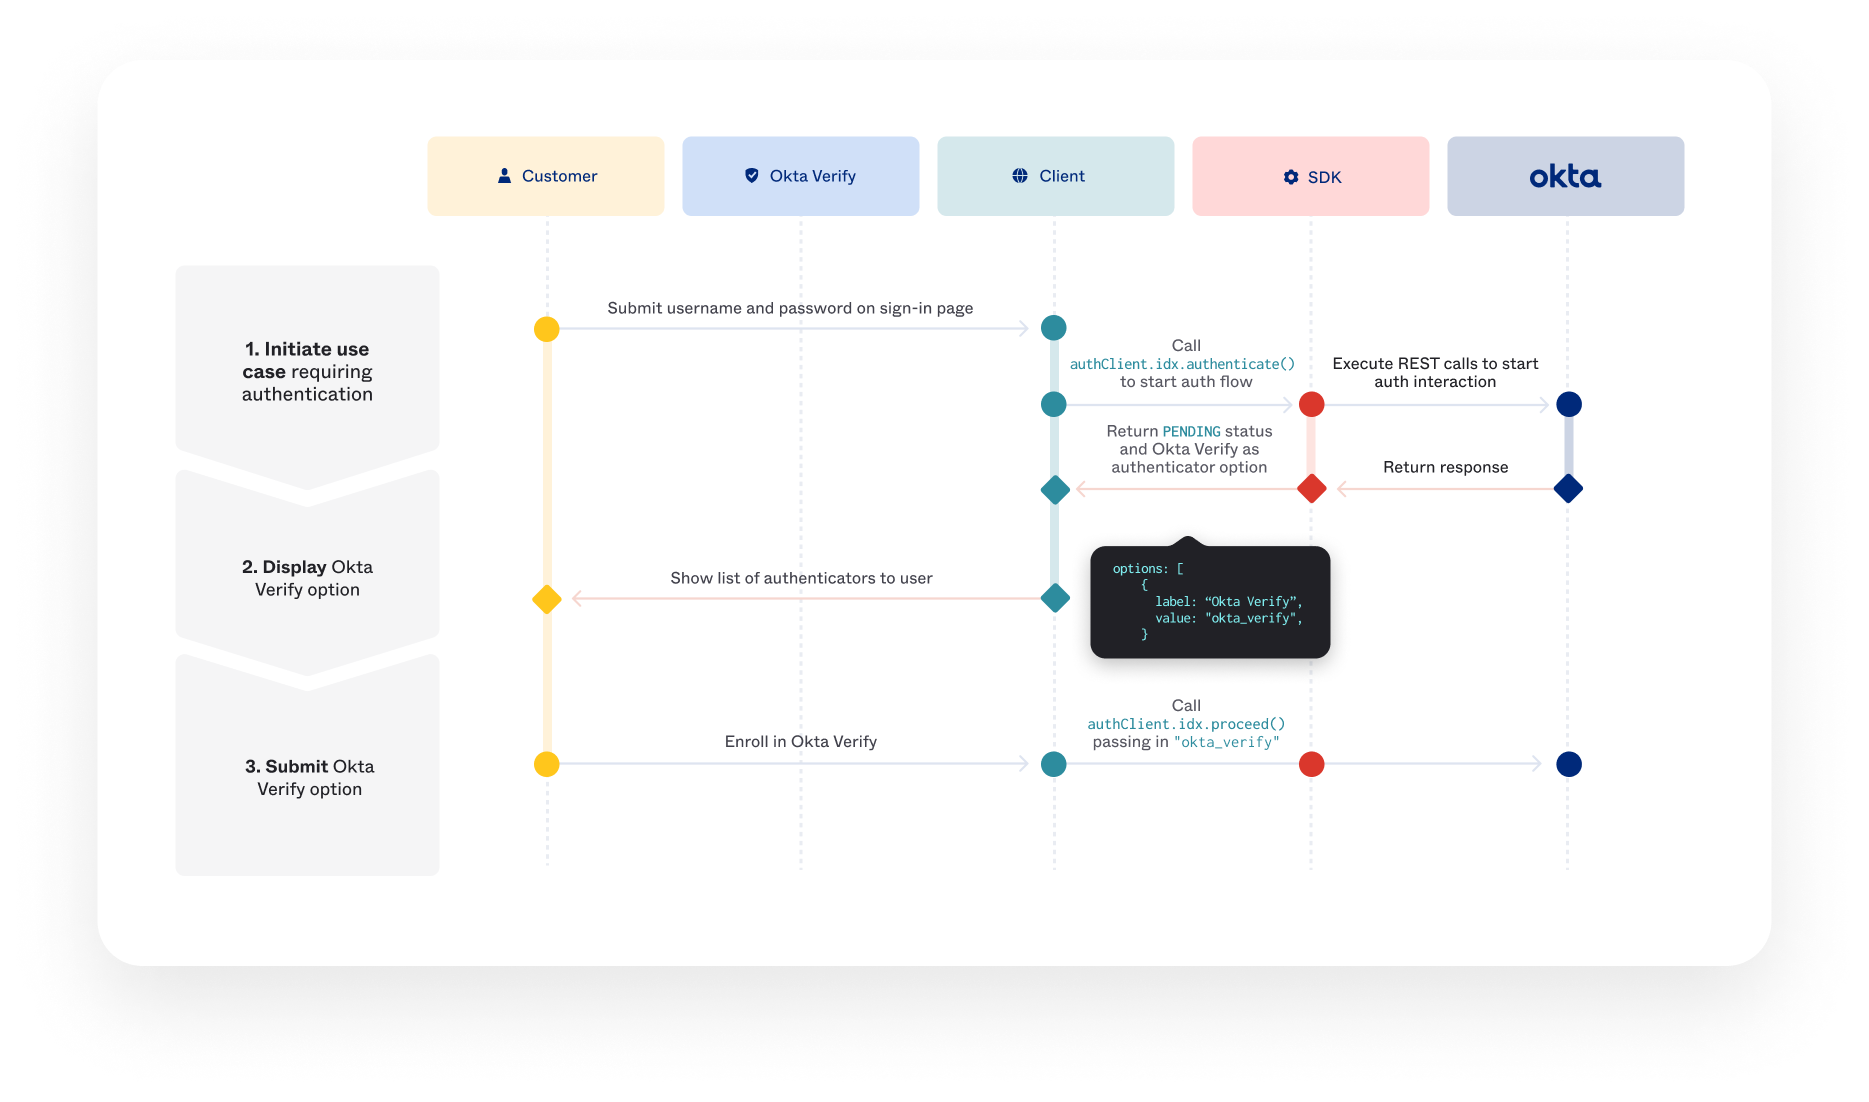 Customer
Okta Verify
Client
SDK
okta
1. Initiate use
case requiring
authentication
Submit username and password on sign-in page
Call
authClient.idx.authenticate()
to start auth flow
Execute REST calls to start
auth interaction
Return PENDING status
and Okta Verify as
authenticator option
Return response
2. Display Okta
Verify option
Show list of authenticators to user
options: [
{
label: “Okta Verify”,
value: "okta_verify",
}
3. Submit Okta
Verify option
Enroll in Okta Verify
Call
authClient.idx.proceed()
passing in "okta_verify"